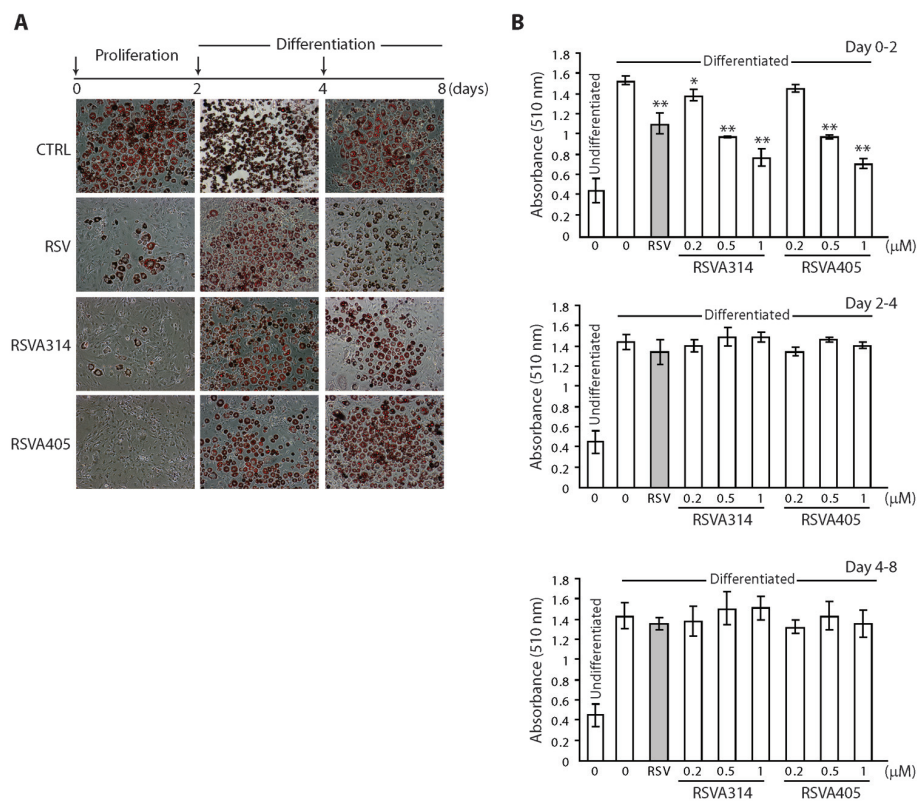 A
Proliferation
Differentiation
0
2
4
8 (days)
CTRL
RSV
RSVA314
RSVA405
B
Day 0-2
Differentiated
Undifferentiated
Absorbance (510 nm)
1.8
1.6
1.4
1.2
1
0.8
0.6
0.4
0.2
0
** * ** ** ** **
0 0 RSV 0.2 0.5 1 0.2 0.5 1 (μM)
RSVA314 RSVA405
Day 2-4
Differentiated
Undifferentiated
Absorbance (510 nm)
1.8
1.6
1.4
1.2
1
0.8
0.6
0.4
0.2
0
0 0 RSV 0.2 0.5 1 0.2 0.5 1 (μM)
RSVA314 RSVA405
Day 4-8
Differentiated
Undifferentiated
Absorbance (510 nm)
1.8
1.6
1.4
1.2
1
0.8
0.6
0.4
0.2
0
0 0 RSV 0.2 0.5 1 0.2 0.5 1 (μM)
RSVA314 RSVA405